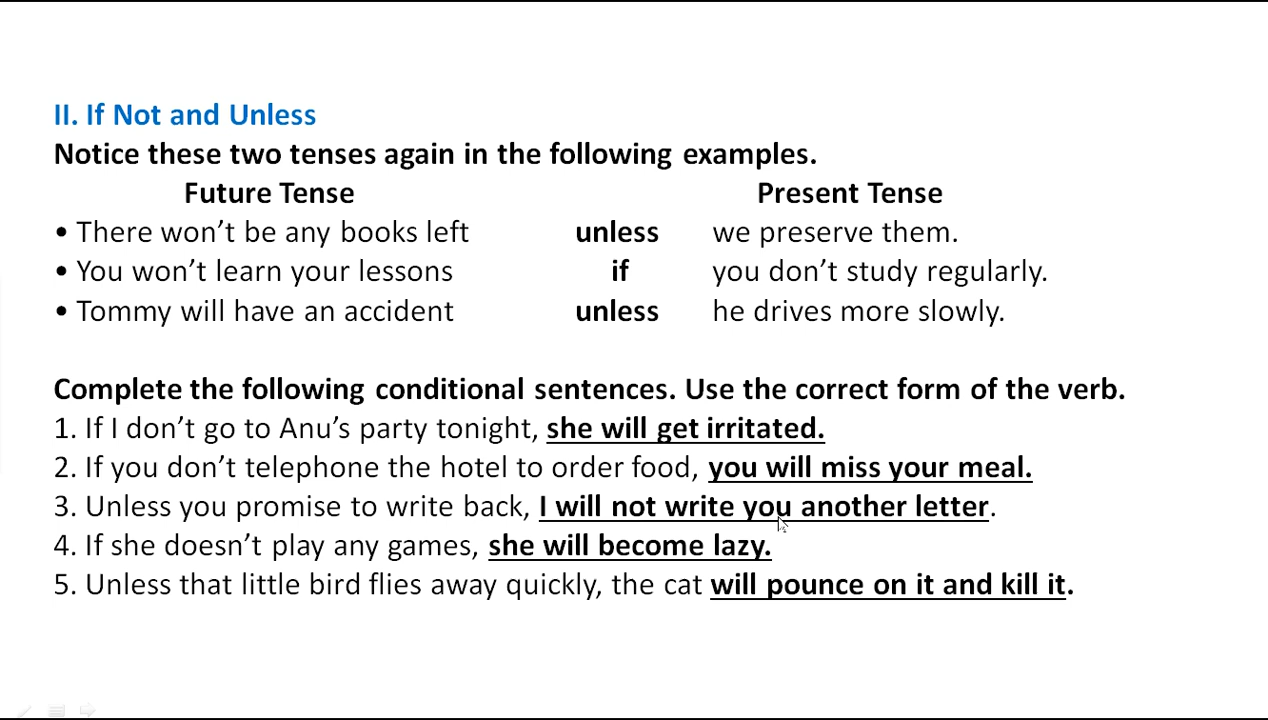 II. If Not and Unless
Notice these two tenses again in the following examples.
Future Tense Present Tense
• There won’t be any books left unless we preserve them.
• You won’t learn your lessons if you don’t study regularly.
• Tommy will have an accident unless he drives more slowly.
Complete the following conditional sentences. Use the correct form of the verb.
1. If I don’t go to Anu’s party tonight, she will get irritated.
2. If you don’t telephone the hotel to order food, you will miss your meal.
3. Unless you promise to write back, I will not write you another letter.
4. If she doesn’t play any games, she will become lazy.
5. Unless that little bird flies away quickly, the cat will pounce on it and kill it.